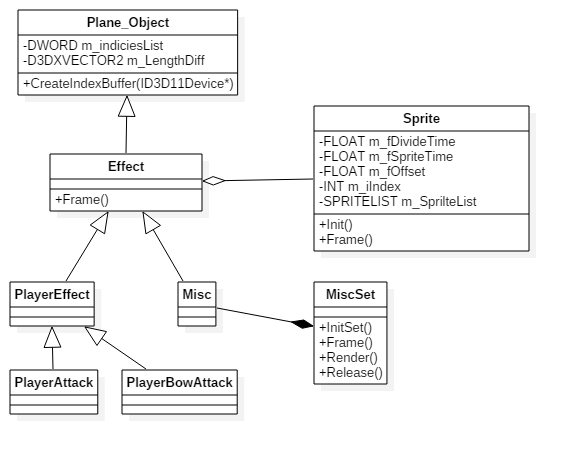 Plane_Object
-DWORD m_indiciesList
-D3DXVECTOR2 m_LengthDiff
+CreateIndexBuffer(ID3D11Device*)
Effect
+Frame()
Sprite
-FLOAT m_fDivideTime
-FLOAT m_fSpriteTime
-FLOAT m_fOffset
-INT m_iIndex
-SPRITELIST m_SprilteList
+Init()
+Frame()
PlayerEffect
Misc
MiscSet
+InitSet()
+Frame()
+Render()
+Release()
PlayerAttack
PlayerBowAttack